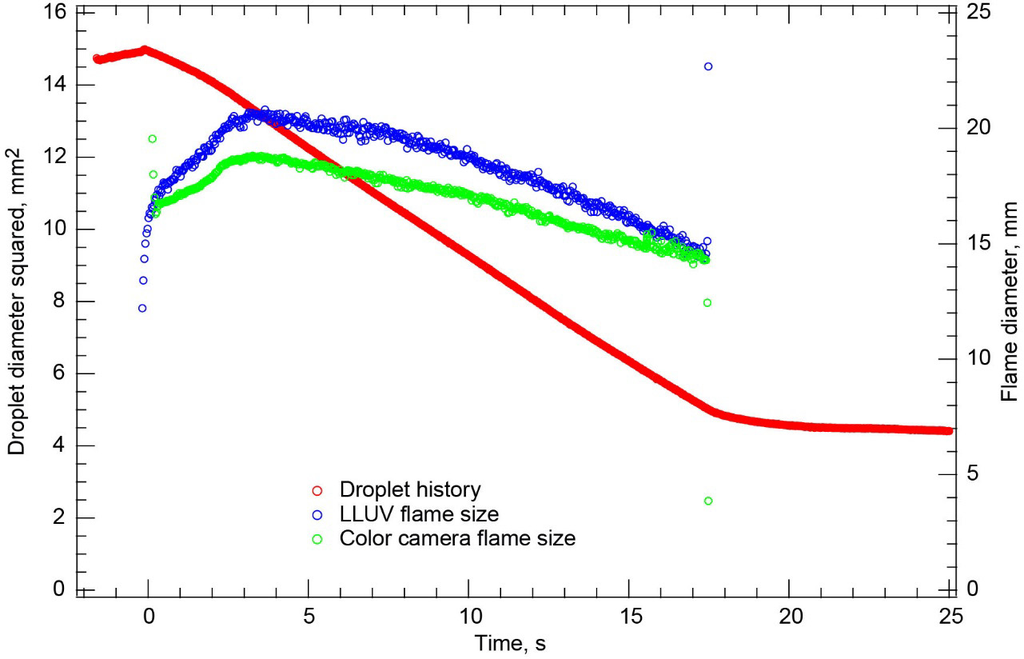 16
14
12
10
8
6
4
2
0
Droplet diameter squared, mm2
25
20
15
10
5
0
Flame diameter, mm
Droplet history
LLUV flame size
Color camera flame size
0 5 10 15 20 25
Time, s